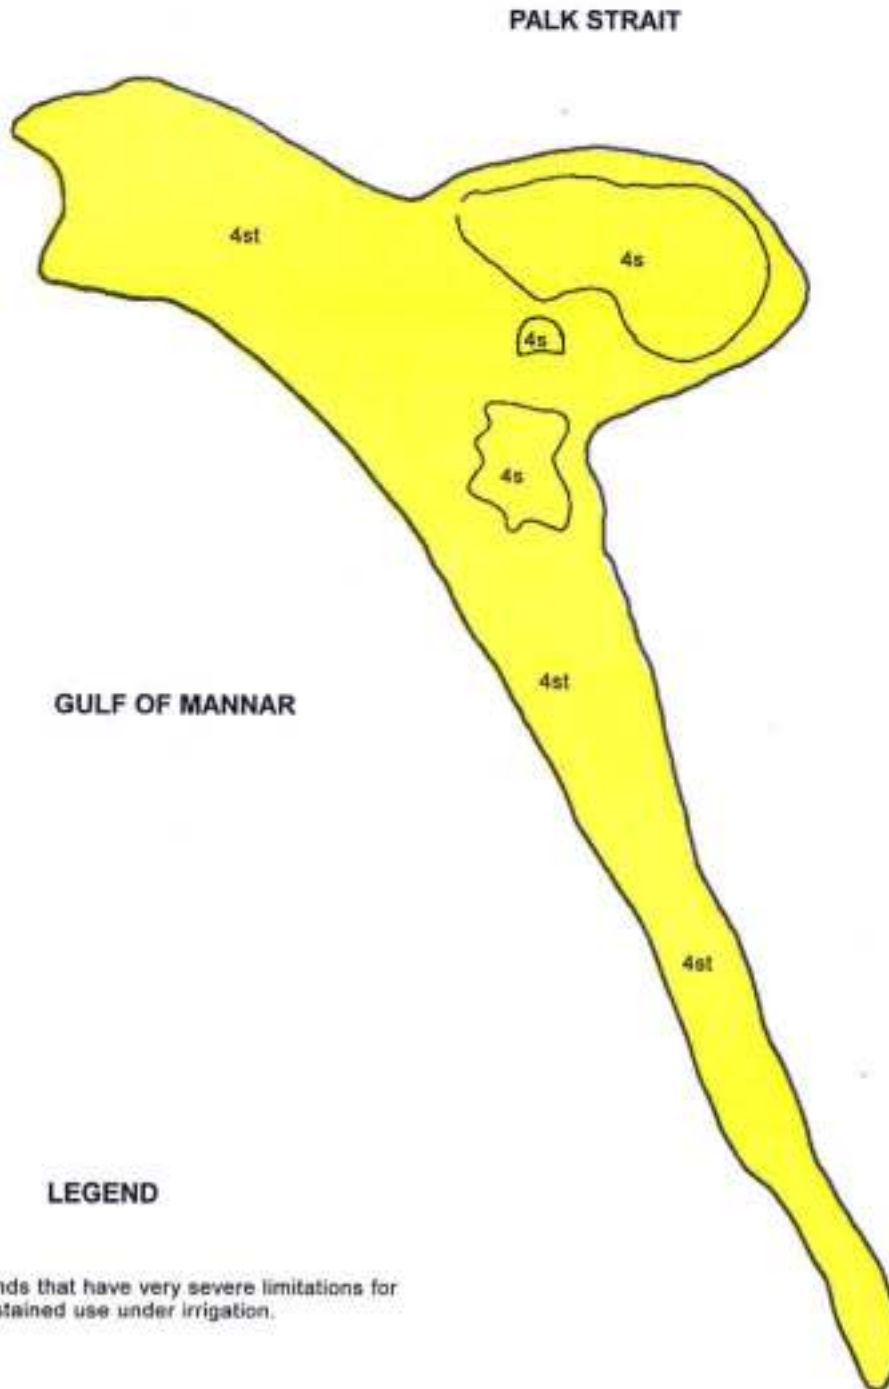 PALK STRAIT
4st
4s
4s
4s
4st
GULF OF MANNAR
4st
LEGEND
that have very severe limitations for
use under irrigation.